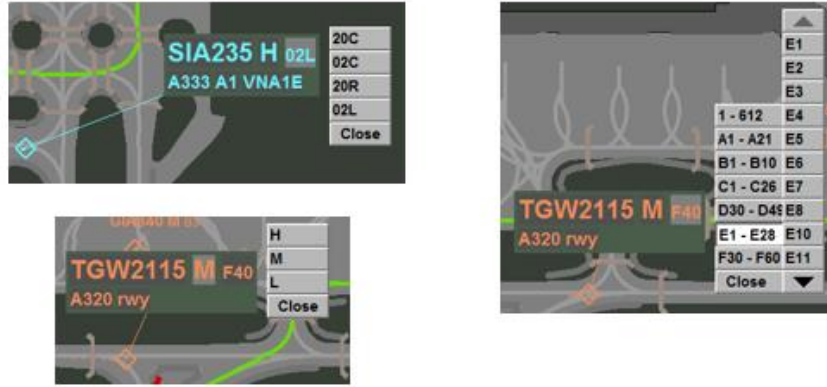 SIA235 H 02L
A333 A1 VNA1E
20C
02C
20R
02L
Close
TGW2115 M F40
A320 rwy
H
M
L
Close
TGW2115 M F40
A320 rwy
1 - 612
A1 - A21
B1 - B10
C1 - C26
D30 - D49
E1 - E28
F30 - F60
Close
E1
E2
E3
E4
E5
E6
E7
E8
E10
E11